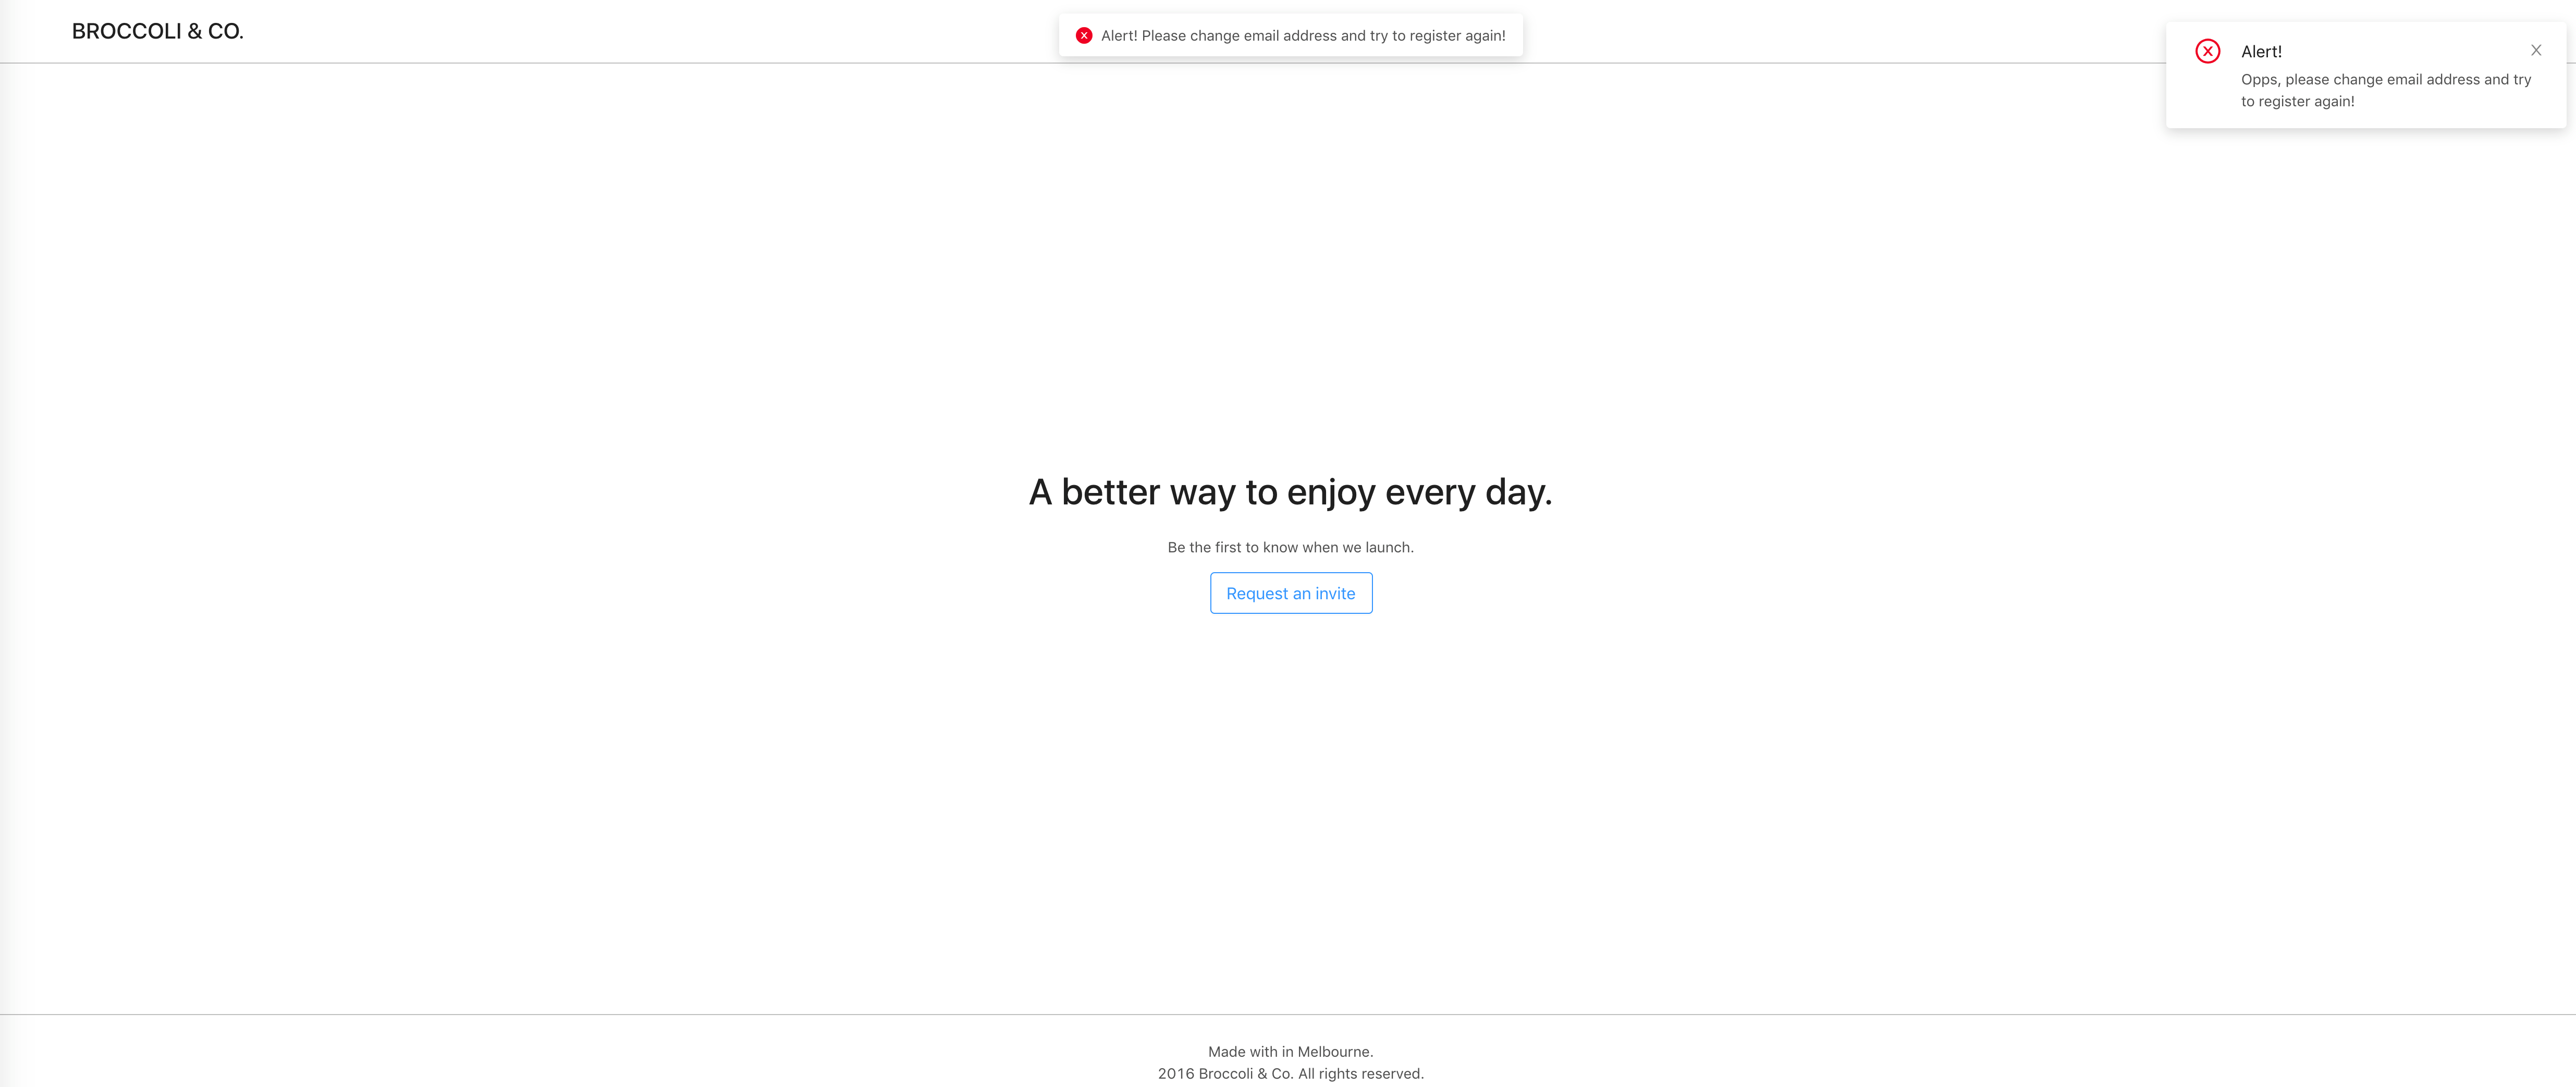 BROCCOLI & CO.
Alert! Please change email address and try to register again!
Alert!
Opps, please change email address and try
to register again!
A better way to enjoy every day.
Be the first to know when we launch.
Request an invite
Made with in Melbourne.
2016 Broccoli & Co. All rights reserved.